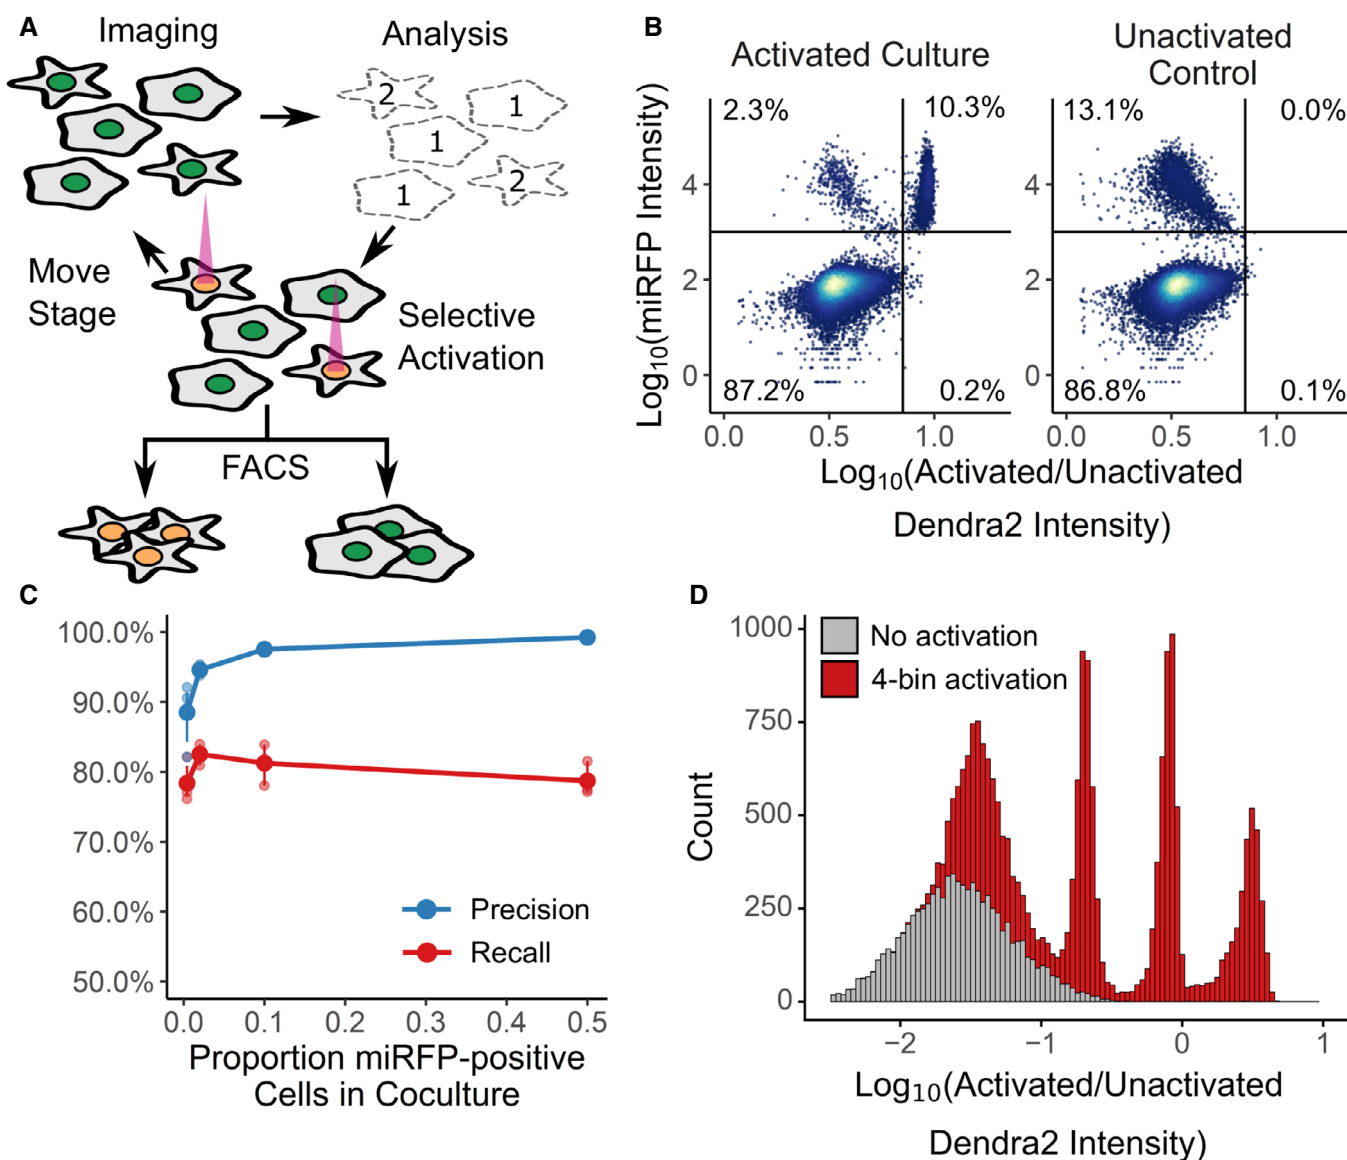 A
Imaging
Analysis
2
1
1
2
1
Move
Stage
Selective
Activation
FACS
B
Activated Culture
Unactivated
Control
Log10(miRFP Intensity)
4
2
0
2.3%
10.3%
87.2%
0.2%
0.0
0.5
1.0
4
2
0
13.1%
0.0%
86.8%
0.1%
0.0
0.5
1.0
Log10(Activated/Unactivated
Dendra2 Intensity)
C
100.0%
90.0%
80.0%
70.0%
60.0%
50.0%
Precision
Recall
0.0
0.1
0.2
0.3
0.4
0.5
Proportion miRFP-positive
Cells in Coculture
D
No activation
4-bin activation
Count
1000
750
500
250
0
−2
−1
0
1
Log10(Activated/Unactivated
Dendra2 Intensity)